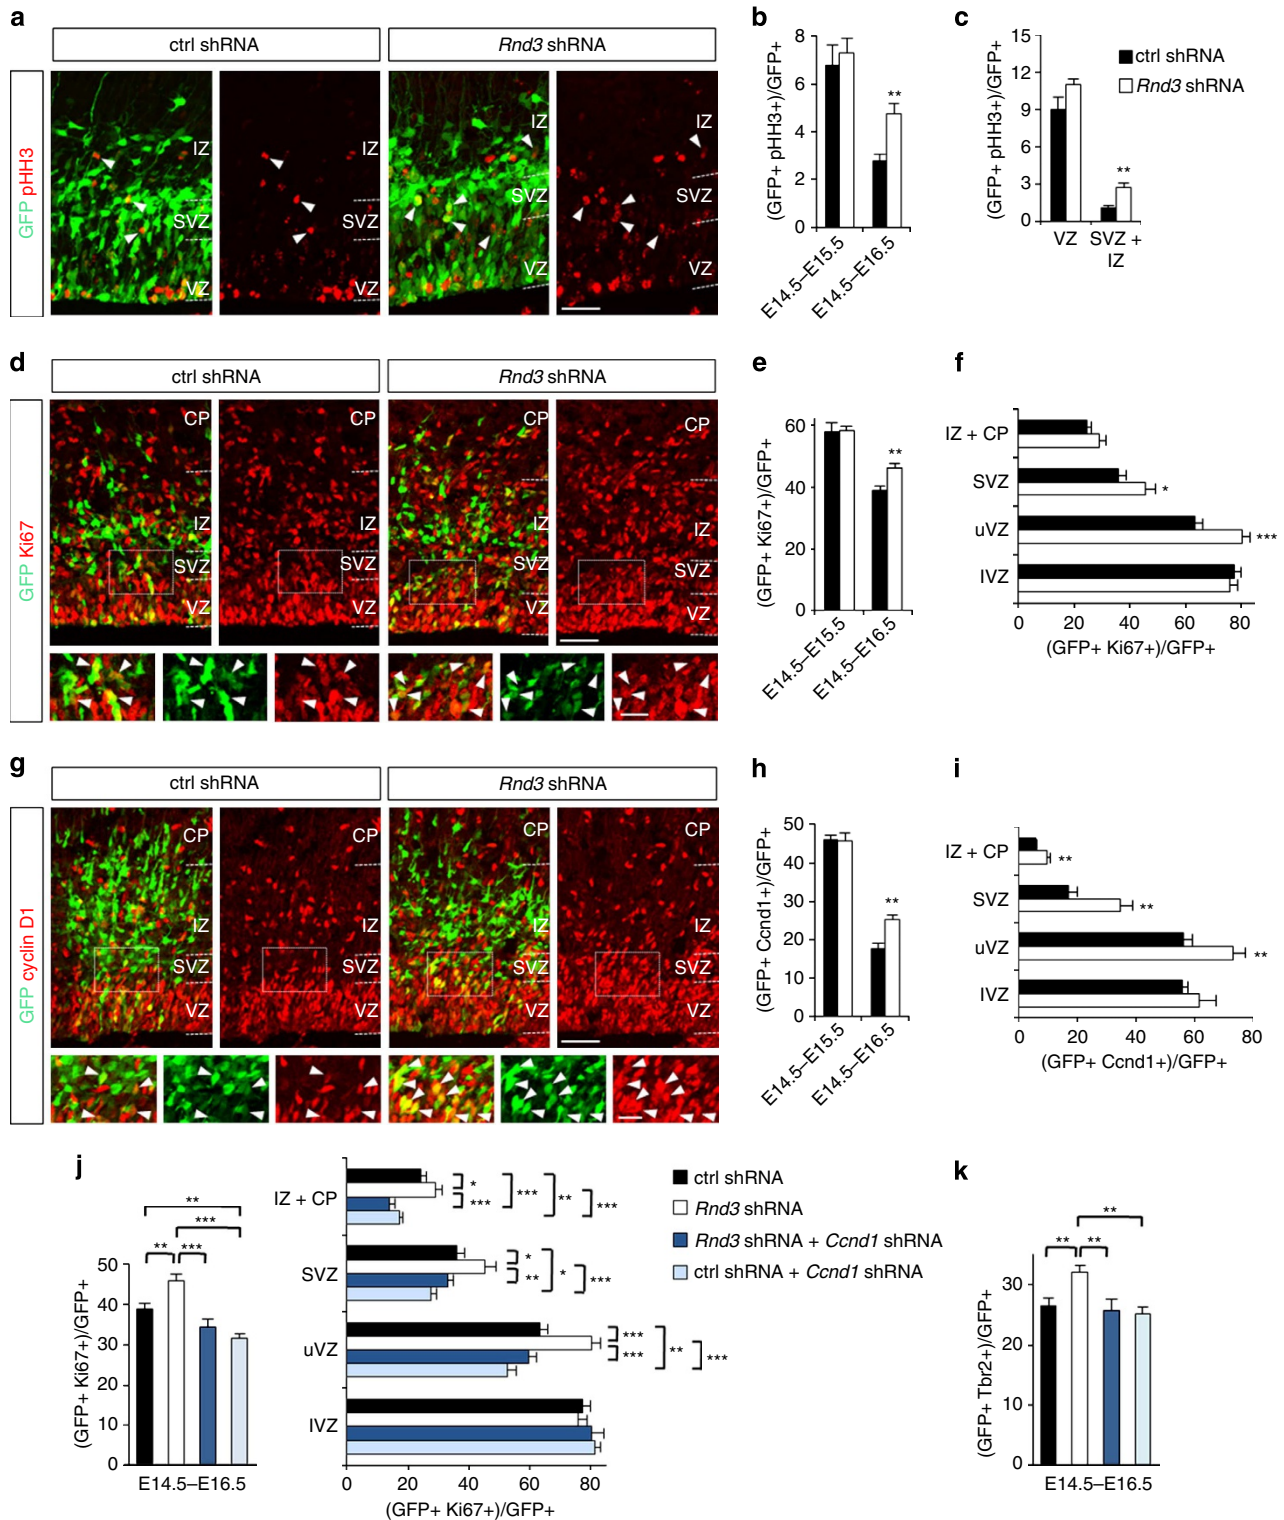 a
ctrl shRNA
Rnd3 shRNA
GFP pHH3
IZ
SVZ
VZ
IZ
SVZ
VZ
IZ
SVZ
VZ
IZ
SVZ
VZ
b
(GFP+ pHH3+)/GFP+
8
6
4
2
0
**
E14.5–E15.5
E14.5–E16.5
c
(GFP+ pHH3+)/GFP+
15
12
9
6
3
0
**
VZ
SVZ +
IZ
ctrl shRNA
Rnd3 shRNA
d
ctrl shRNA
Rnd3 shRNA
GFP Ki67
CP
IZ
SVZ
VZ
CP
IZ
SVZ
VZ
CP
IZ
SVZ
VZ
CP
IZ
SVZ
VZ
e
(GFP+ Ki67+)/GFP+
60
40
20
0
**
E14.5–E15.5
E14.5–E16.5
f
IZ + CP
SVZ
*
uVZ
***
lVZ
0 20 40 60 80
(GFP+ Ki67+)/GFP+
g
ctrl shRNA
Rnd3 shRNA
GFP cyclin D1
CP
IZ
SVZ
VZ
CP
IZ
SVZ
VZ
CP
IZ
SVZ
VZ
CP
IZ
SVZ
VZ
h
(GFP+ Ccnd1+)/GFP+
50
40
30
20
10
0
**
E14.5–E15.5
E14.5–E16.5
i
IZ + CP
**
SVZ
**
uVZ
**
lVZ
0 20 40 60 80
(GFP+ Ccnd1+)/GFP+
j
(GFP+ Ki67+)/GFP+
50
40
30
20
10
0
**
***
** ***
E14.5–E16.5
IZ + CP
* *** *** ** ***
SVZ
* ** * ***
uVZ
*** *** ** ***
lVZ
0 20 40 60 80
(GFP+ Ki67+)/GFP+
ctrl shRNA
Rnd3 shRNA
Rnd3 shRNA + Ccnd1 shRNA
ctrl shRNA + Ccnd1 shRNA
k
(GFP+ Tbr2+)/GFP+
30
20
10
0
**
** **
E14.5–E16.5